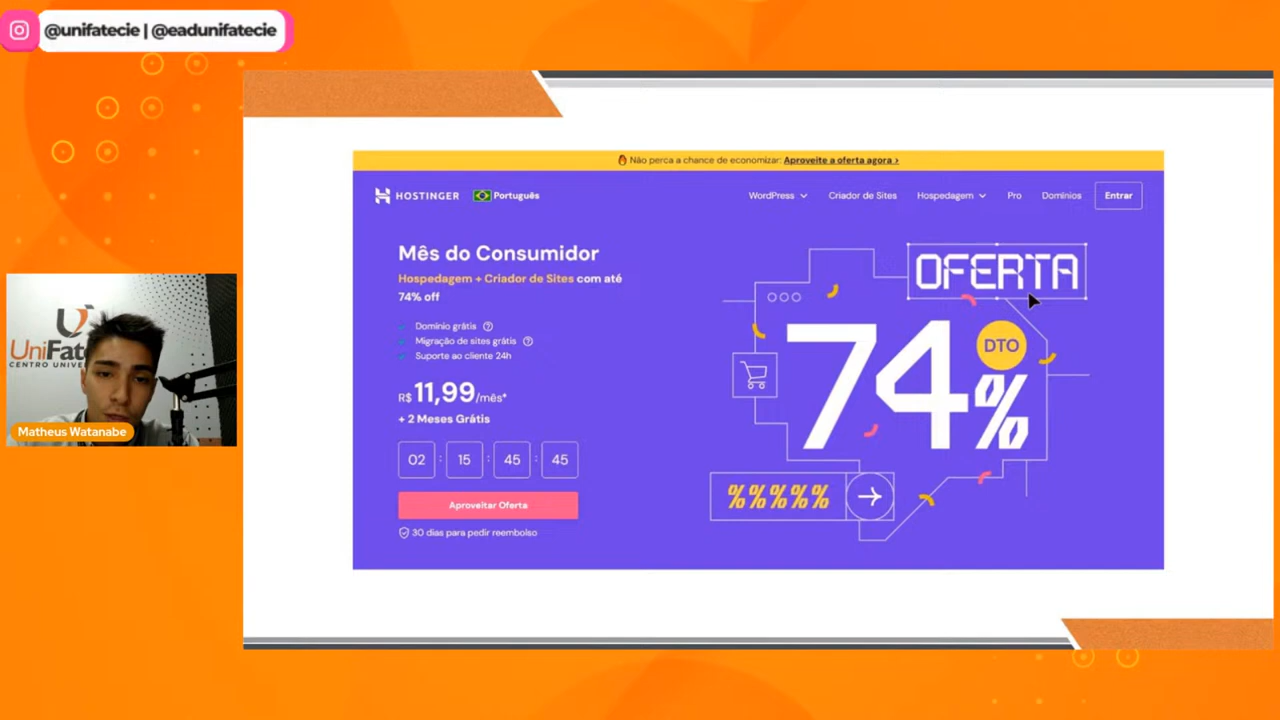 @unifatecie | @eadunifatecie
Não perca a chance de economizar: Aproveite a oferta agora >
HOSTINGER Português
WordPress Criador de Sites Hospedagem Pro Domínios Entrar
Mês do Consumidor
Hospedagem + Criador de Sites com até
74% off
Domínio grátis
Migração de sites grátis
Suporte ao cliente 24h
R$ 11,99/mês*
+ 2 Meses Grátis
02 : 15 : 45 : 45
Aproveitar Oferta
30 dias para pedir reembolso
OFERTA
74%
DTO
%%%%%
UniFate
CENTRO UNIVE
Matheus Watanabe